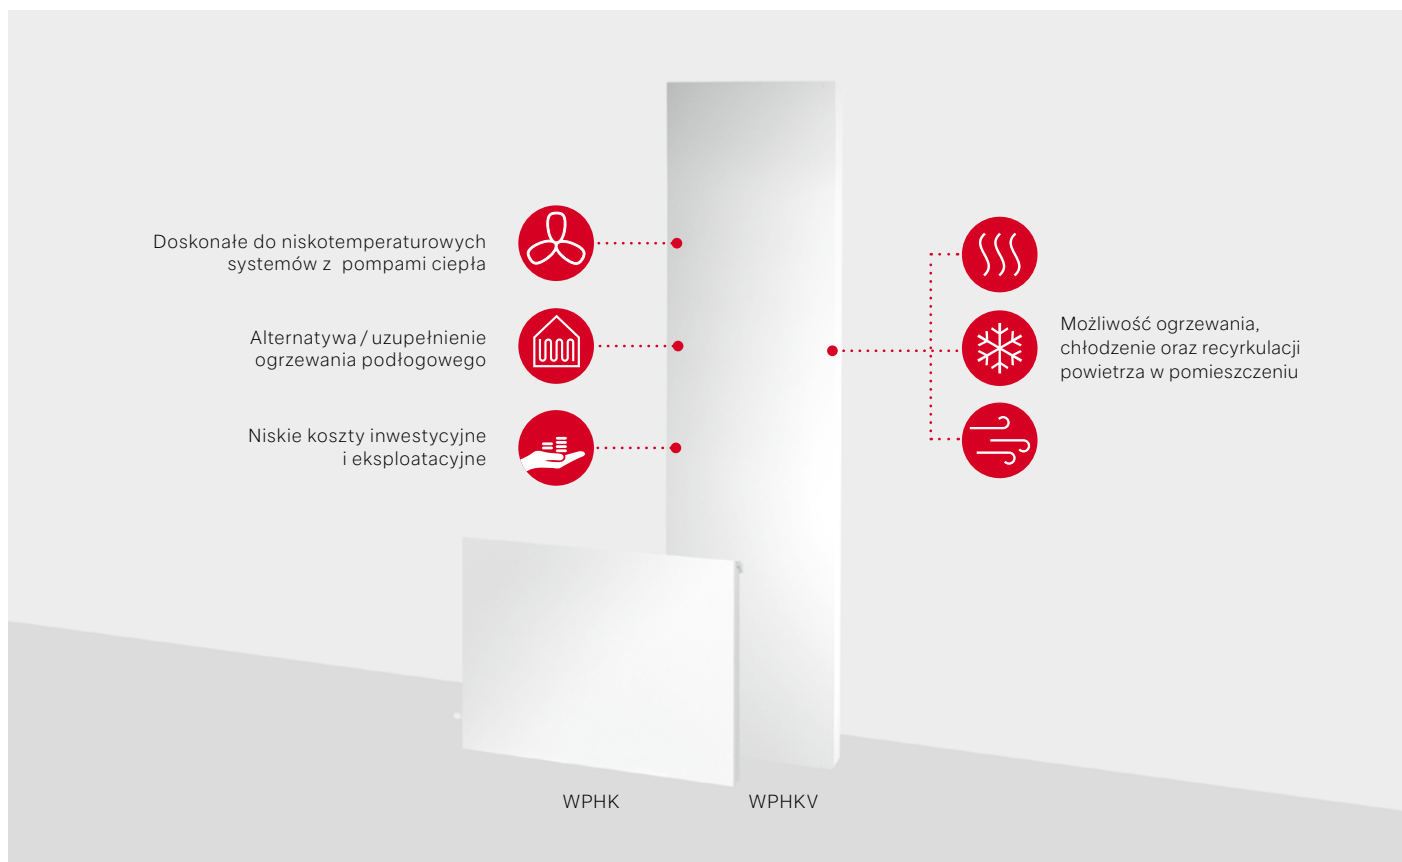 Doskonałe do niskotemperaturowych
systemów z pompami ciepła
Alternatywa / uzupełnienie
ogrzewania podłogowego
Niskie koszty inwestycyjne
i eksploatacyjne
Możliwość ogrzewania,
chłodzenie oraz recyrkulacji
powietrza w pomieszczeniu
WPHK
WPHKV